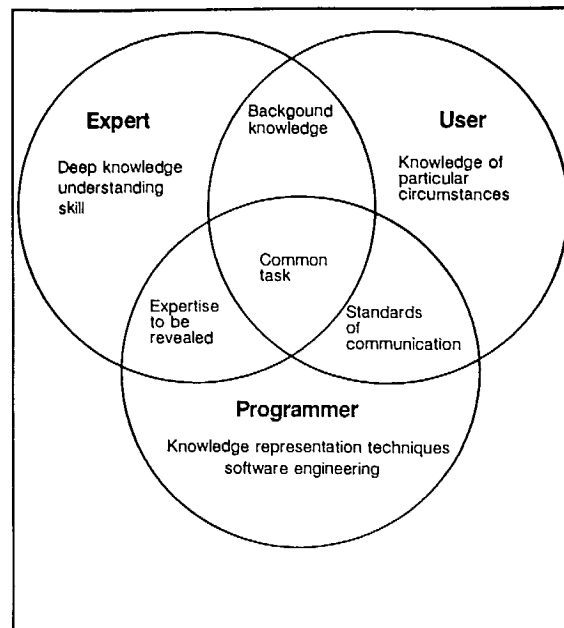 Backgound
knowledge
Expert
User
Deep knowledge
understanding
skill
Knowledge of
particular
circumstances
Common
task
Expertise
to be
revealed
Standards
of
communication
Programmer
Knowledge representation techniques
software engineering